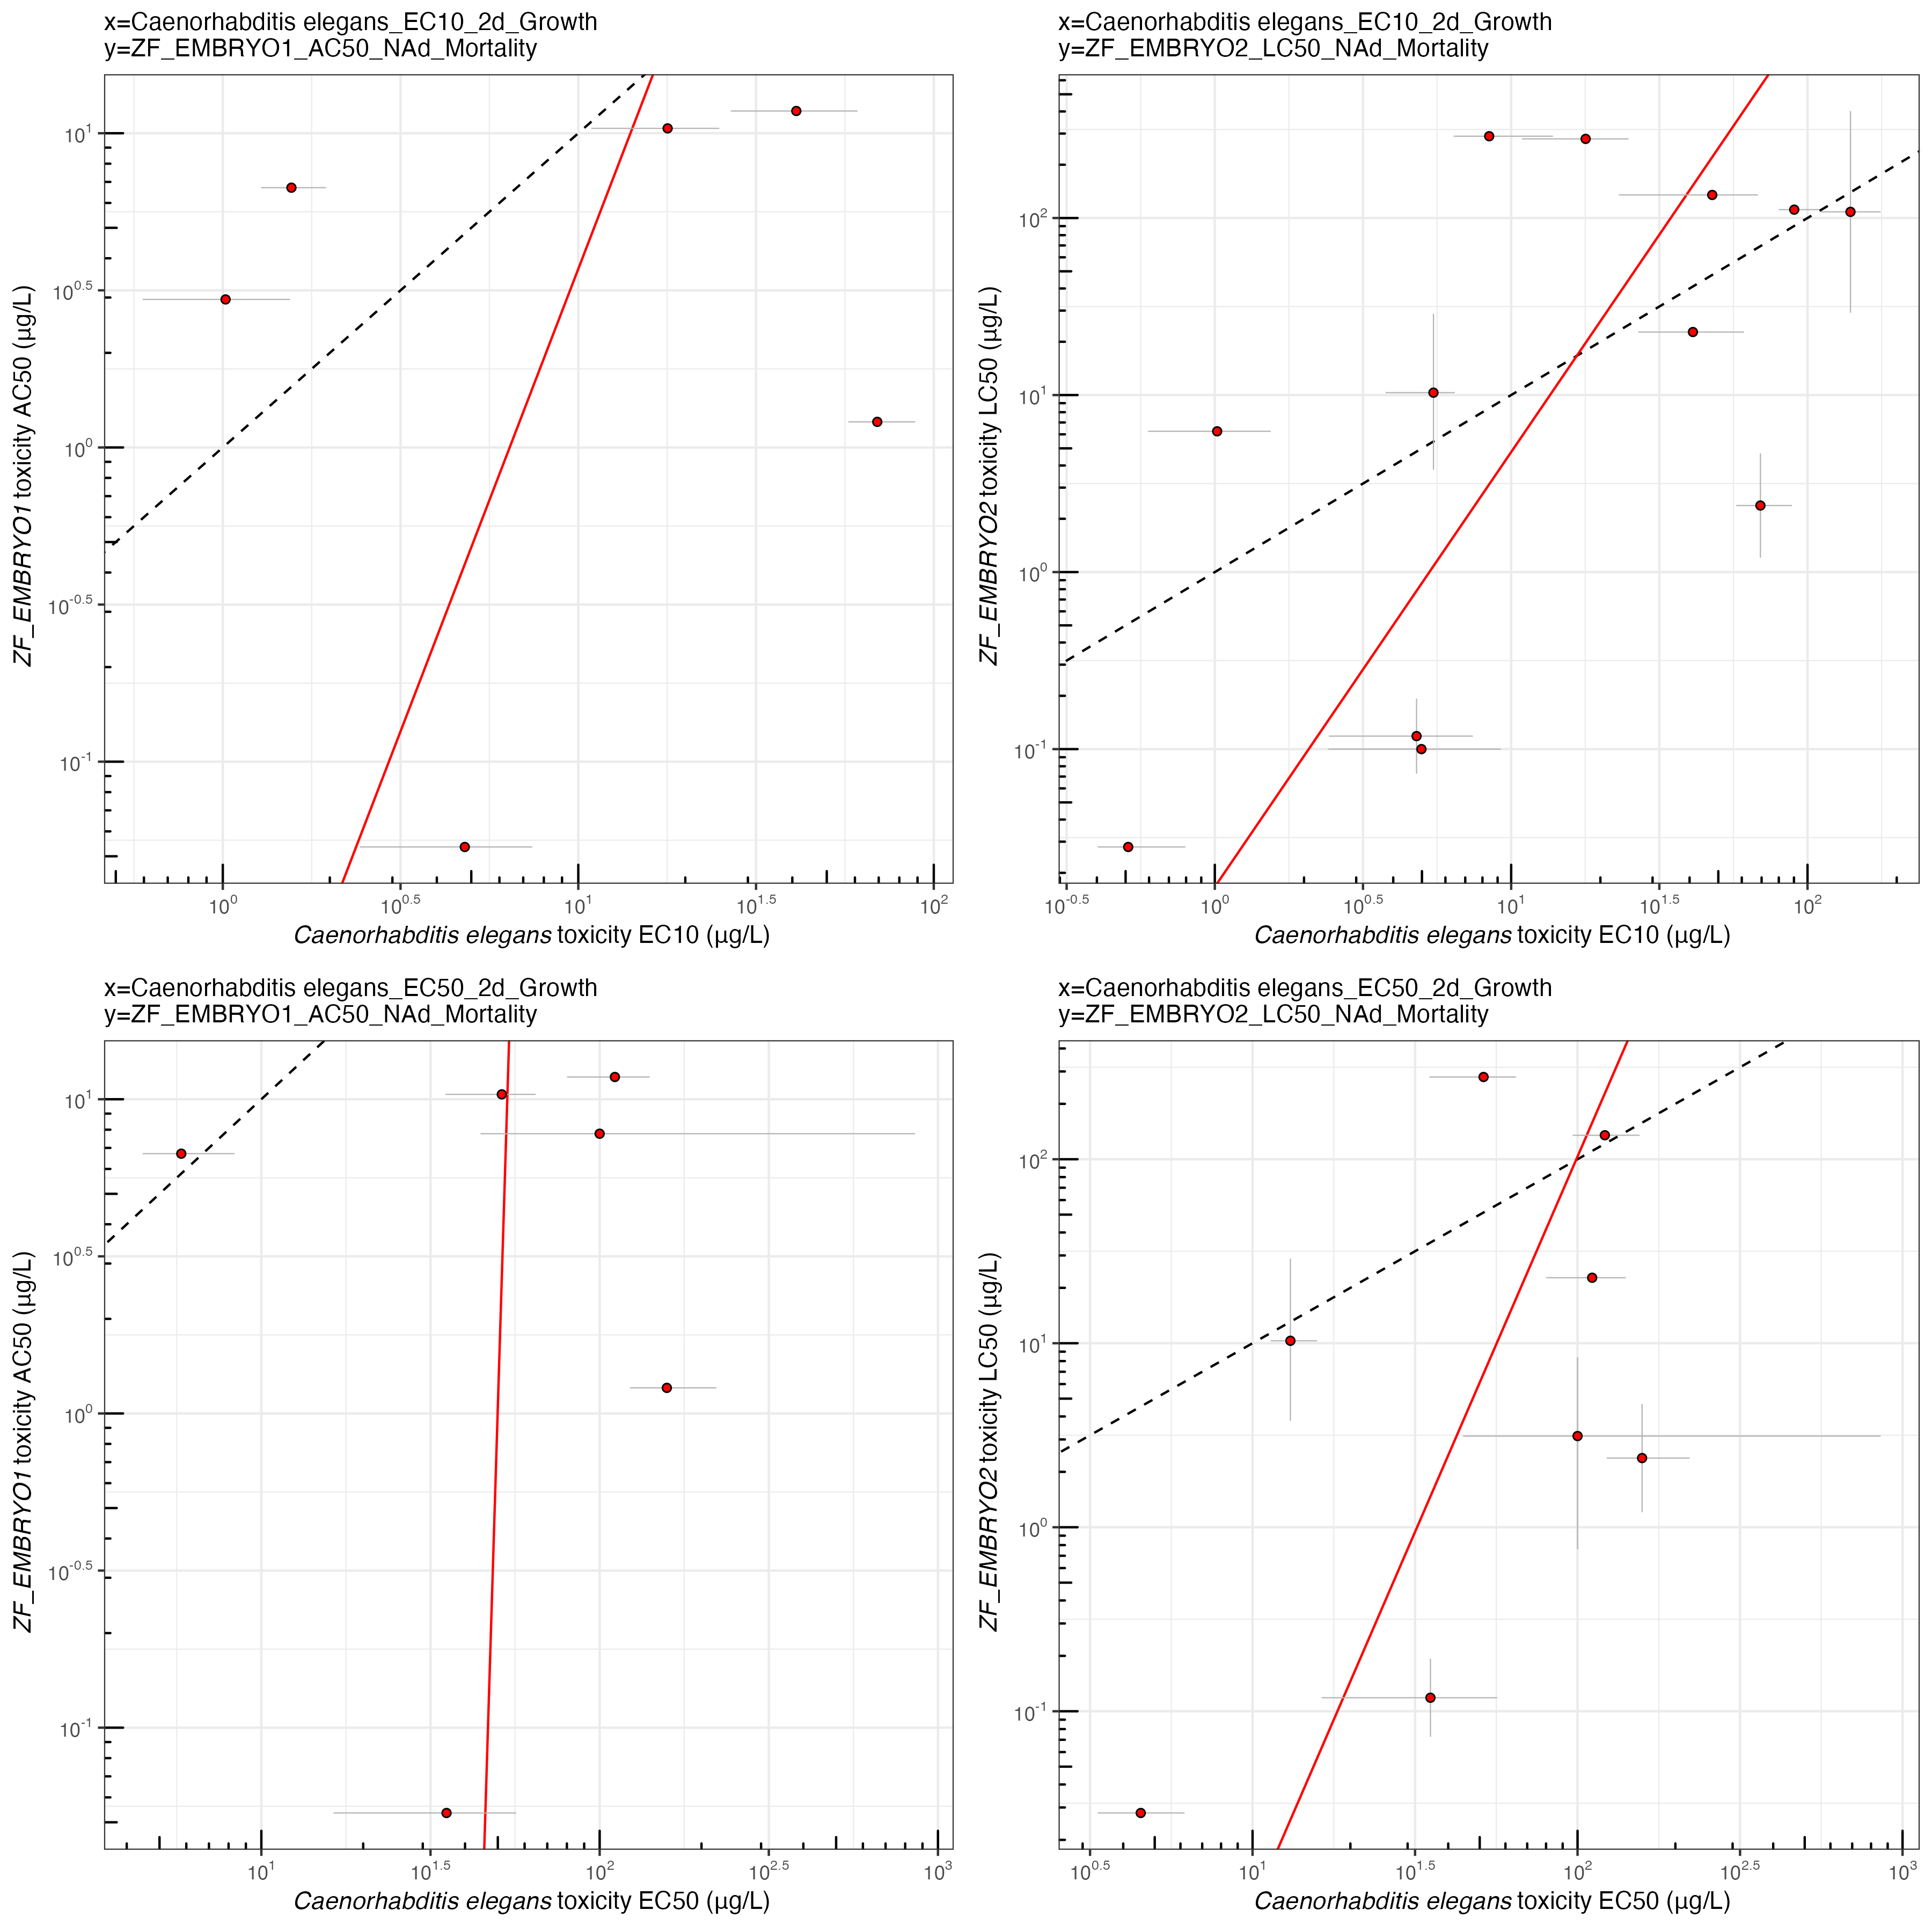 x=Caenorhabditis elegans_EC10_2d_Growth
y=ZF_EMBRYO1_AC50_NAd_Mortality
10^1
10^0.5
10^0
10^-0.5
10^-1
ZF_EMBRYO1 toxicity AC50 (µg/L)
10^0
10^0.5
10^1
10^1.5
10^2
Caenorhabditis elegans toxicity EC10 (µg/L)
x=Caenorhabditis elegans_EC10_2d_Growth
y=ZF_EMBRYO2_LC50_NAd_Mortality
10^2
10^1
10^0
10^-1
ZF_EMBRYO2 toxicity LC50 (µg/L)
10^-0.5
10^0
10^0.5
10^1
10^1.5
10^2
Caenorhabditis elegans toxicity EC10 (µg/L)
x=Caenorhabditis elegans_EC50_2d_Growth
y=ZF_EMBRYO1_AC50_NAd_Mortality
10^1
10^0.5
10^0
10^-0.5
10^-1
ZF_EMBRYO1 toxicity AC50 (µg/L)
10^1
10^1.5
10^2
10^2.5
10^3
Caenorhabditis elegans toxicity EC50 (µg/L)
x=Caenorhabditis elegans_EC50_2d_Growth
y=ZF_EMBRYO2_LC50_NAd_Mortality
10^2
10^1
10^0
10^-1
ZF_EMBRYO2 toxicity LC50 (µg/L)
10^0.5
10^1
10^1.5
10^2
10^2.5
10^3
Caenorhabditis elegans toxicity EC50 (µg/L)